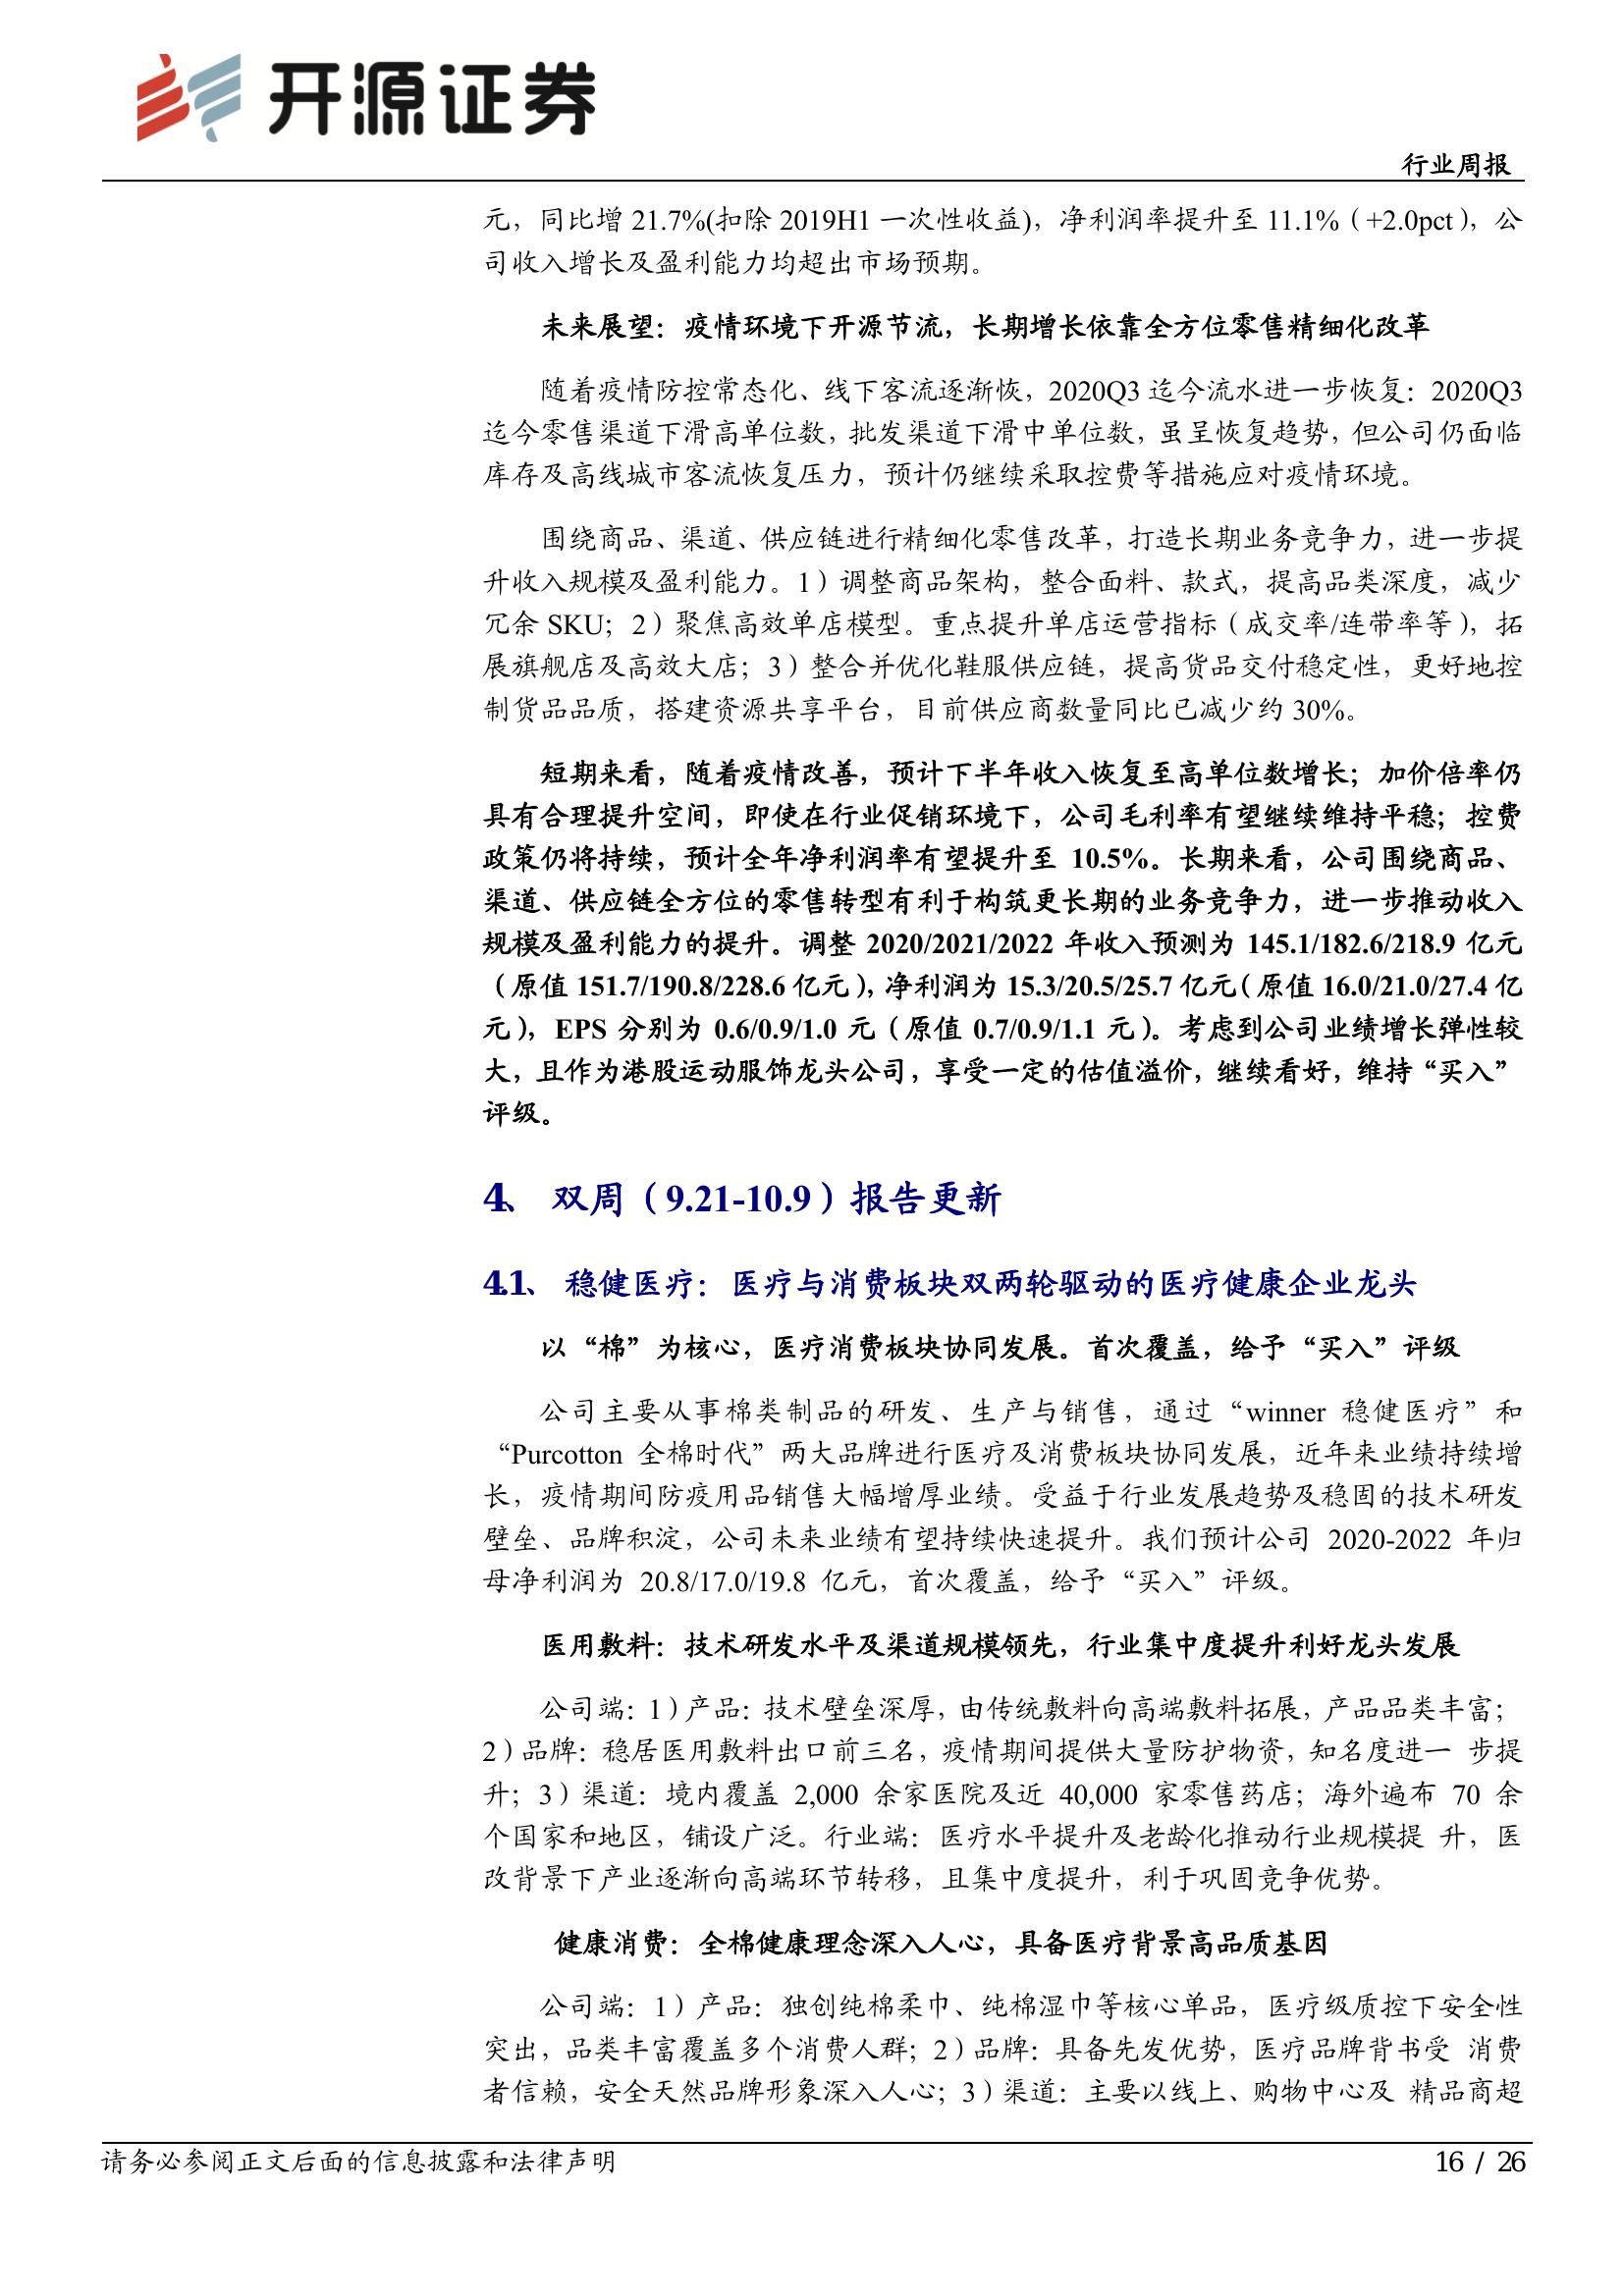 开源证券
行业周报
元，同比增 21.7%(扣除 2019H1 一次性收益)，净利润率提升至 11.1%（+2.0pct），公
司收入增长及盈利能力均超出市场预期。
未来展望：疫情环境下开源节流，长期增长依靠全方位零售精细化改革
随着疫情防控常态化、线下客流逐渐恢，2020Q3 迄今流水进一步恢复：2020Q3
迄今零售渠道下滑高单位数，批发渠道下滑中单位数，虽呈恢复趋势，但公司仍面临
库存及高线城市客流恢复压力，预计仍继续采取控费等措施应对疫情环境。
围绕商品、渠道、供应链进行精细化零售改革，打造长期业务竞争力，进一步提
升收入规模及盈利能力。1）调整商品架构，整合面料、款式，提高品类深度，减少
冗余 SKU；2）聚焦高效单店模型。重点提升单店运营指标（成交率/连带率等），拓
展旗舰店及高效大店；3）整合并优化鞋服供应链，提高货品交付稳定性，更好地控
制货品品质，搭建资源共享平台，目前供应商数量同比已减少约 30%。
短期来看，随着疫情改善，预计下半年收入恢复至高单位数增长；加价倍率仍
具有合理提升空间，即使在行业促销环境下，公司毛利率有望继续维持平稳；控费
政策仍将持续，预计全年净利润率有望提升至 10.5%。长期来看，公司围绕商品、
渠道、供应链全方位的零售转型有利于构筑更长期的业务竞争力，进一步推动收入
规模及盈利能力的提升。调整 2020/2021/2022 年收入预测为 145.1/182.6/218.9 亿元
（原值 151.7/190.8/228.6 亿元），净利润为 15.3/20.5/25.7 亿元（原值 16.0/21.0/27.4 亿
元），EPS 分别为 0.6/0.9/1.0 元（原值 0.7/0.9/1.1 元）。考虑到公司业绩增长弹性较
大，且作为港股运动服饰龙头公司，享受一定的估值溢价，继续看好，维持“买入”
评级。
4、 双周（9.21-10.9）报告更新
4.1、 稳健医疗：医疗与消费板块双两轮驱动的医疗健康企业龙头
以“棉”为核心，医疗消费板块协同发展。首次覆盖，给予“买入”评级
公司主要从事棉类制品的研发、生产与销售，通过“winner 稳健医疗”和
“Purcotton 全棉时代”两大品牌进行医疗及消费板块协同发展，近年来业绩持续增
长，疫情期间防疫用品销售大幅增厚业绩。受益于行业发展趋势及稳固的技术研发
壁垒、品牌积淀，公司未来业绩有望持续快速提升。我们预计公司 2020-2022 年归
母净利润为 20.8/17.0/19.8 亿元，首次覆盖，给予“买入”评级。
医用敷料：技术研发水平及渠道规模领先，行业集中度提升利好龙头发展
公司端：1）产品：技术壁垒深厚，由传统敷料向高端敷料拓展，产品品类丰富；
2）品牌：稳居医用敷料出口前三名，疫情期间提供大量防护物资，知名度进一 步提
升；3）渠道：境内覆盖 2,000 余家医院及近 40,000 家零售药店；海外遍布 70 余
个国家和地区，铺设广泛。行业端：医疗水平提升及老龄化推动行业规模提 升，医
改背景下产业逐渐向高端环节转移，且集中度提升，利于巩固竞争优势。
健康消费：全棉健康理念深入人心，具备医疗背景高品质基因
公司端：1）产品：独创纯棉柔巾、纯棉湿巾等核心单品，医疗级质控下安全性
突出，品类丰富覆盖多个消费人群；2）品牌：具备先发优势，医疗品牌背书受 消费
者信赖，安全天然品牌形象深入人心；3）渠道：主要以线上、购物中心及 精品商超
请务必参阅正文后面的信息披露和法律声明
16 / 26